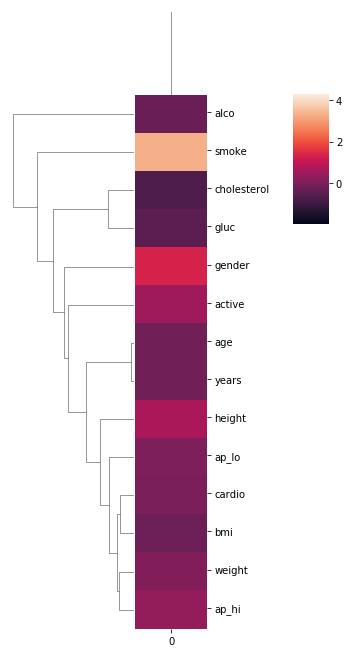 4
2
0
alco
smoke
cholesterol
gluc
gender
active
age
years
height
ap_lo
cardio
bmi
weight
ap_hi
0